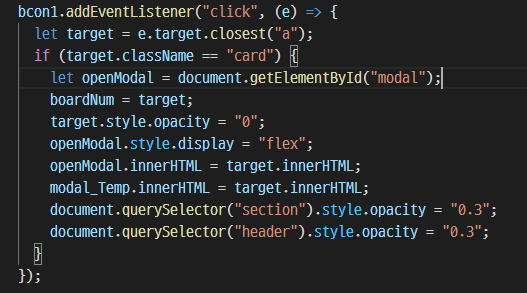 bcon1.addEventListener("click", (e) => {
  let target = e.target.closest("a");
  if (target.className == "card") {
    let openModal = document.getElementById("modal");
    boardNum = target;
    target.style.opacity = "0";
    openModal.style.display = "flex";
    openModal.innerHTML = target.innerHTML;
    modal_Temp.innerHTML = target.innerHTML;
    document.querySelector("section").style.opacity = "0.3";
    document.querySelector("header").style.opacity = "0.3";
  }
});